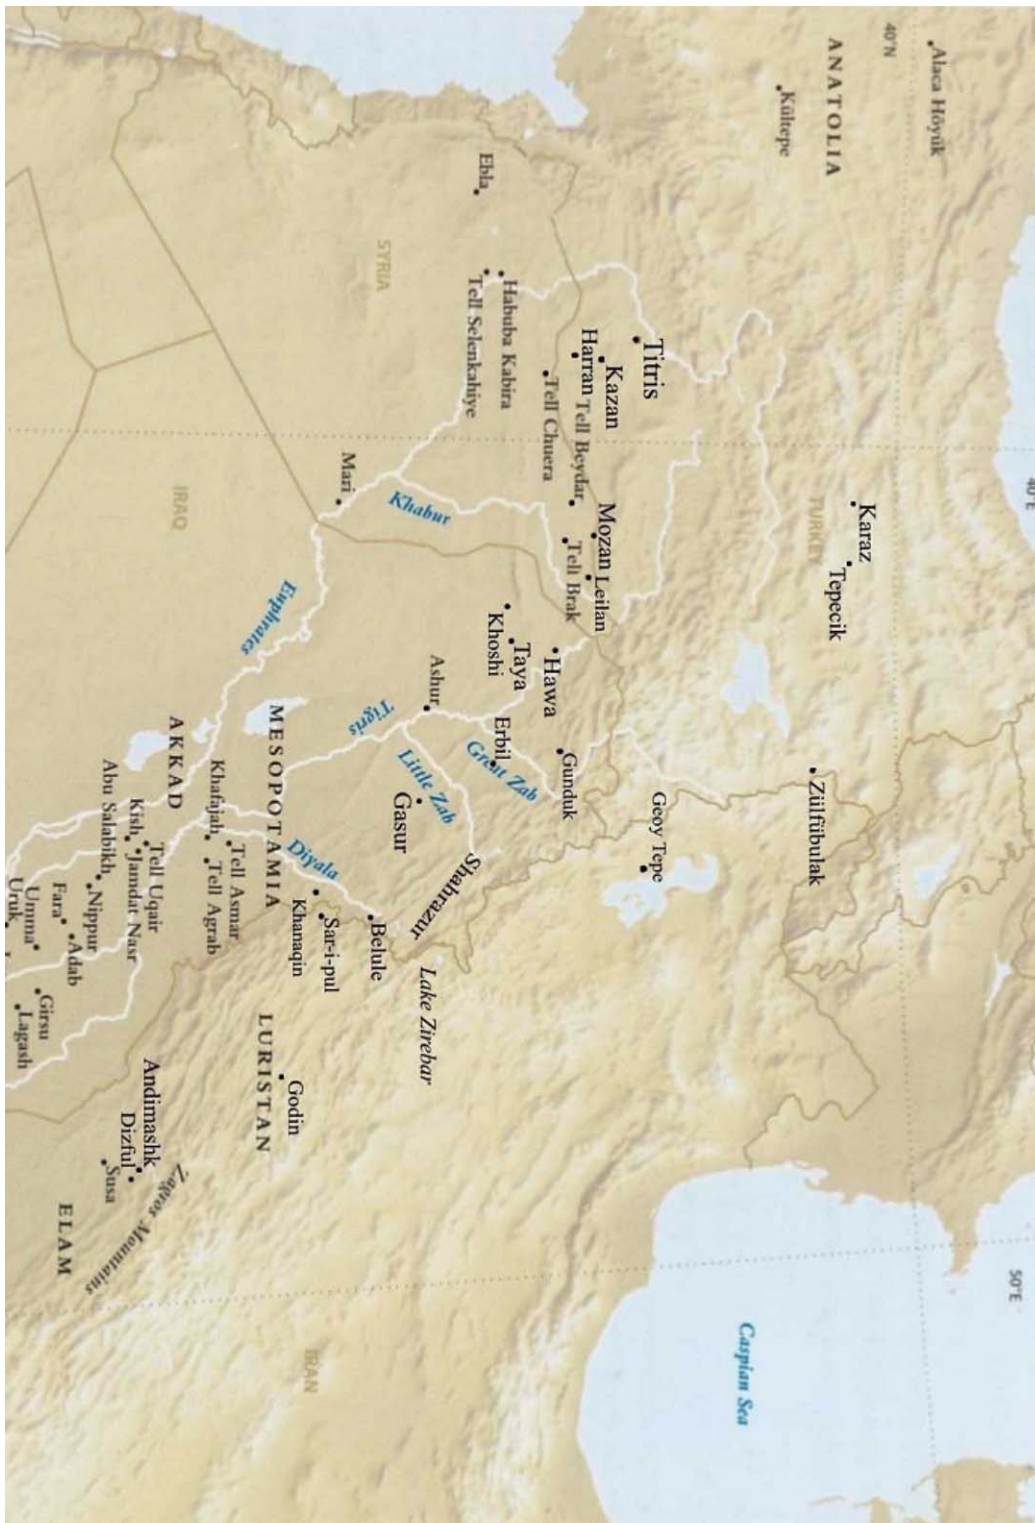 Alaca Höyük
40°N
ANATOLIA
Kültepe
40°E
50°E
Karaz
TURKEY
Tepecik
Zülfübulak
Caspian Sea
Titris
Kazan
Harran
Tell Beydar
Tell Chuera
Mozan
Leilan
Tell Brak
Hawa
Taya
Khoshi
Gunduk
Geoy Tepe
Ebla
Habuba Kabira
Tell Selenkahiye
SYRIA
Khabur
Mari
Erbil
Great Zab
Ashur
Little Zab
Gasur
Tigris
Shahrazur
Lake Zirebar
Euphrates
IRAQ
MESOPOTAMIA
Diyala
Belule
Sar-i-pul
Khanaqin
AKKAD
Khafajah
Tell Asmar
Tell Agrab
LURISTAN
Godin
Tell Uqair
Jamdat Nasr
Kish
Abu Salabikh
Nippur
Adab
Fara
Umma
Uruk
Girsu
Lagash
Andimashk
Dizful
Susa
Zagros Mountains
ELAM
IRAN